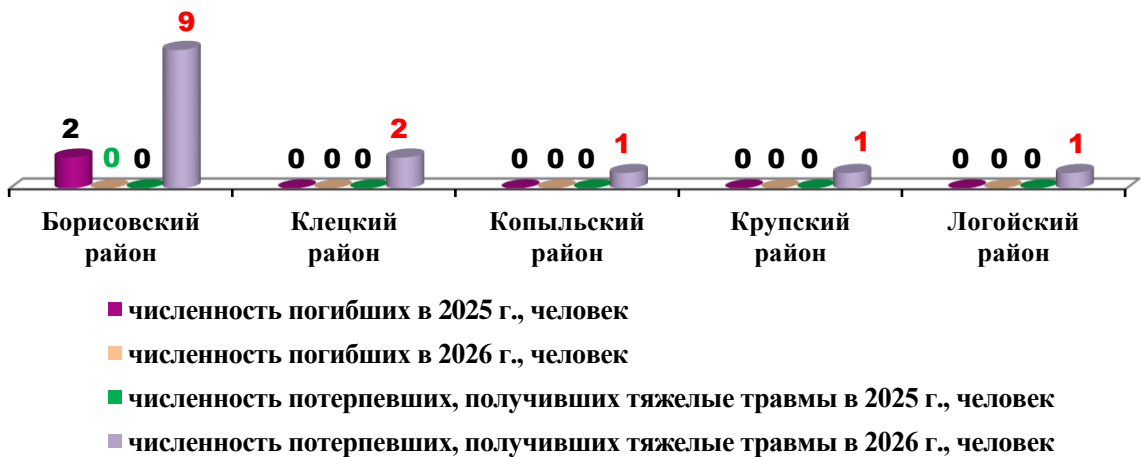 9
2 0 0
0 0 0 2
0 0 0 1
0 0 0 1
0 0 0 1
Борисовский район
Клецкий район
Копыльский район
Крупский район
Логойский район
численность погибших в 2025 г., человек
численность погибших в 2026 г., человек
численность потерпевших, получивших тяжелые травмы в 2025 г., человек
численность потерпевших, получивших тяжелые травмы в 2026 г., человек